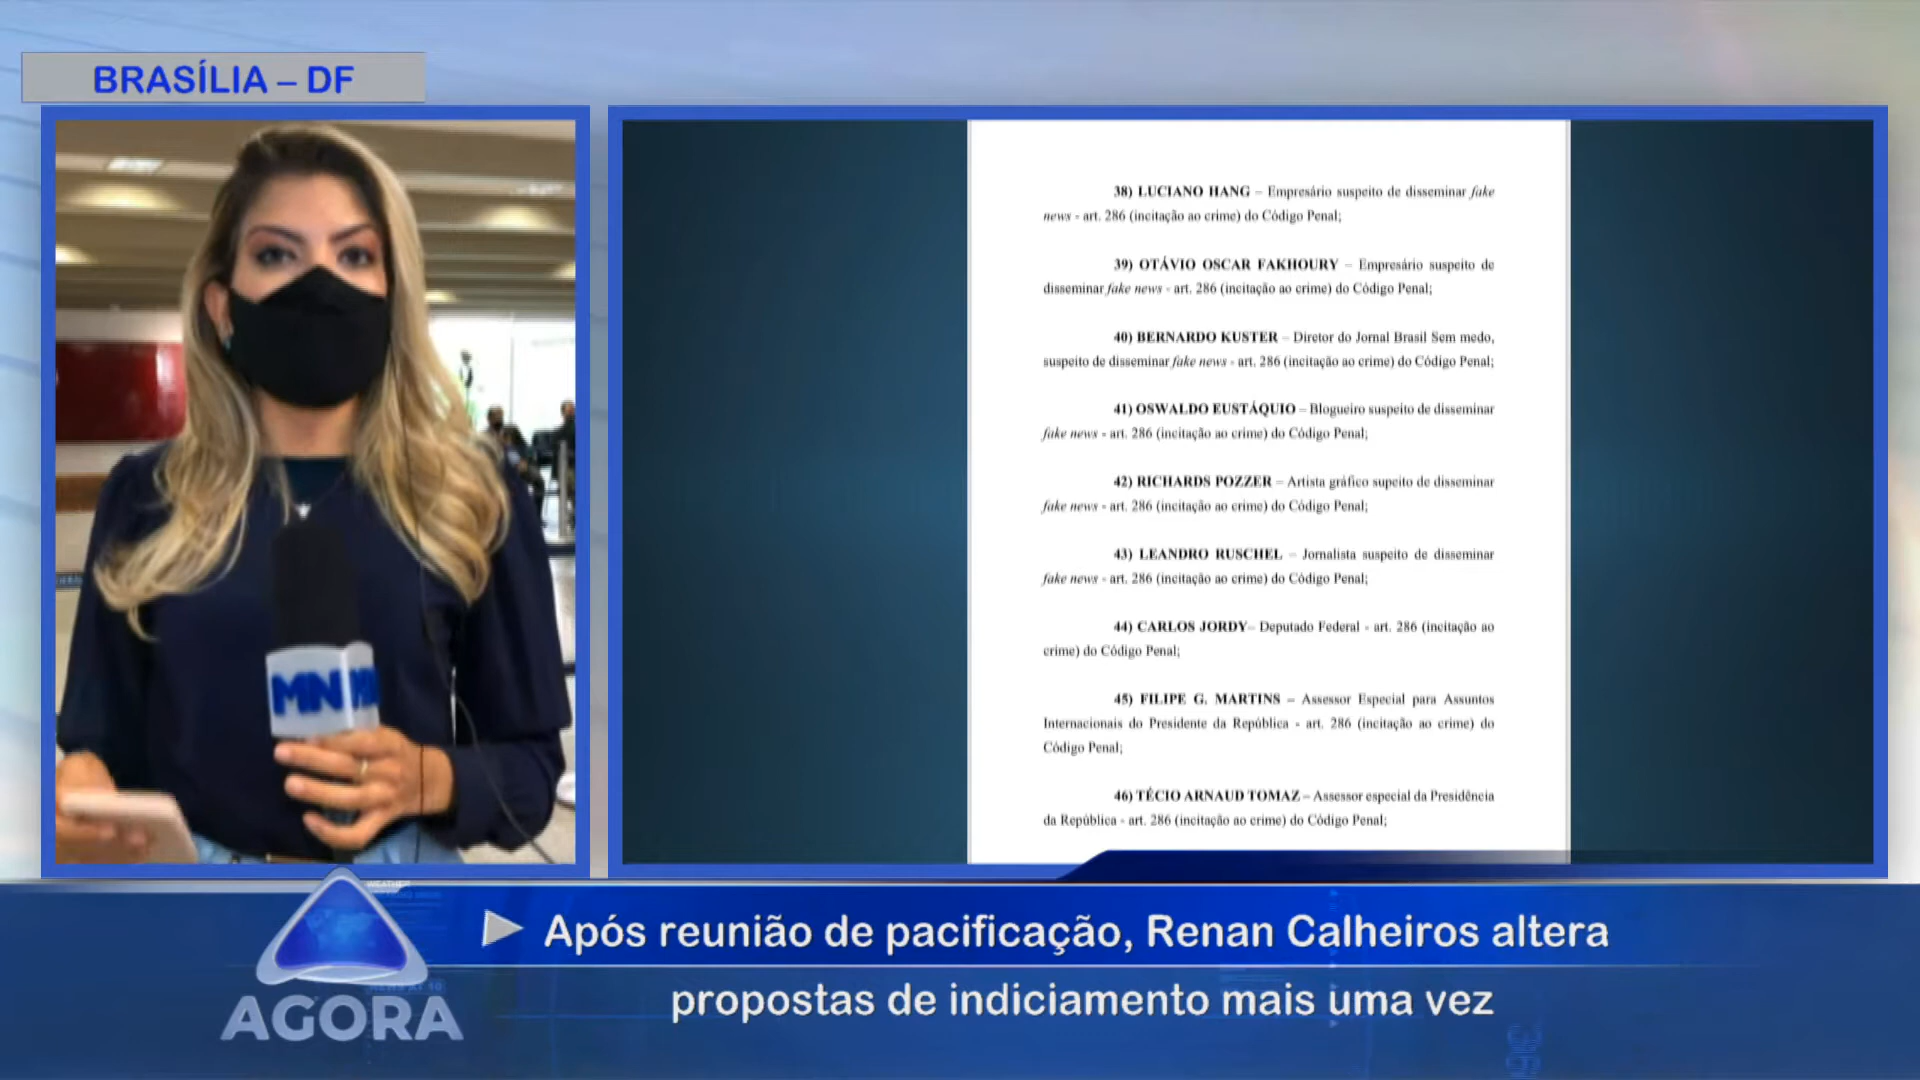 BRASÍLIA – DF
38) LUCIANO HANG – Empresário suspeito de disseminar fake
news - art. 286 (incitação ao crime) do Código Penal;
39) OTÁVIO OSCAR FAKHOURY – Empresário suspeito de
disseminar fake news - art. 286 (incitação ao crime) do Código Penal;
40) BERNARDO KUSTER – Diretor do Jornal Brasil Sem medo,
suspeito de disseminar fake news - art. 286 (incitação ao crime) do Código Penal;
41) OSWALDO EUSTÁQUIO – Blogueiro suspeito de disseminar
fake news - art. 286 (incitação ao crime) do Código Penal;
42) RICHARDS POZZER – Artista gráfico supeito de disseminar
fake news - art. 286 (incitação ao crime) do Código Penal;
43) LEANDRO RUSCHEL – Jornalista suspeito de disseminar
fake news - art. 286 (incitação ao crime) do Código Penal;
44) CARLOS JORDY– Deputado Federal - art. 286 (incitação ao
crime) do Código Penal;
45) FILIPE G. MARTINS – Assessor Especial para Assuntos
Internacionais do Presidente da República - art. 286 (incitação ao crime) do
Código Penal;
46) TÉCIO ARNAUD TOMAZ – Assessor especial da Presidência
da República - art. 286 (incitação ao crime) do Código Penal;
MN
AGORA
Após reunião de pacificação, Renan Calheiros altera
propostas de indiciamento mais uma vez